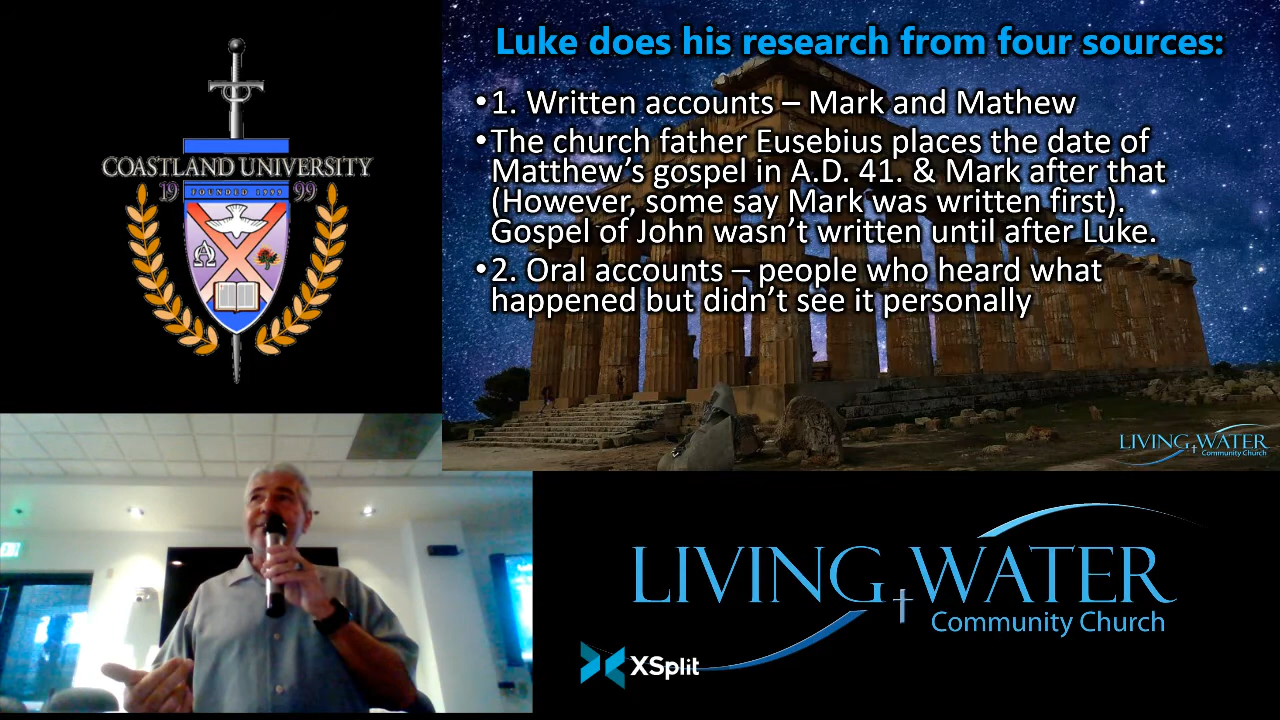 COASTLAND UNIVERSITY
19 FOUNDED 1999 99
Luke does his research from four sources:
•1. Written accounts – Mark and Mathew
•The church father Eusebius places the date of
Matthew’s gospel in A.D. 41. & Mark after that
(However, some say Mark was written first).
Gospel of John wasn’t written until after Luke.
•2. Oral accounts – people who heard what
happened but didn’t see it personally
LIVING WATER
Community Church
LIVING WATER
Community Church
XSplit